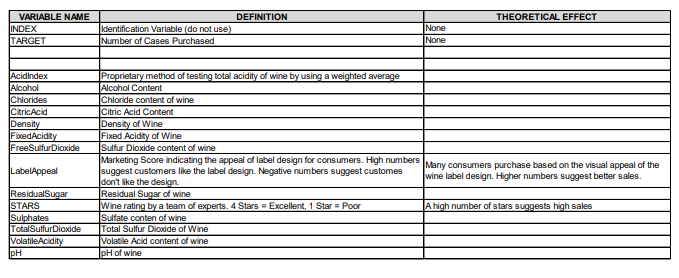 VARIABLE NAME DEFINITION THEORETICAL EFFECT
INDEX Identification Variable (do not use) None
TARGET Number of Cases Purchased None
AcidIndex Proprietary method of testing total acidity of wine by using a weighted average
Alcohol Alcohol Content
Chlorides Chloride content of wine
CitricAcid Citric Acid Content
Density Density of Wine
FixedAcidity Fixed Acidity of Wine
FreeSulfurDioxide Sulfur Dioxide content of wine
LabelAppeal
Marketing Score indicating the appeal of label design for consumers. High numbers
suggest customers like the label design. Negative numbers suggest customes
don't like the design.
Many consumers purchase based on the visual appeal of the
wine label design. Higher numbers suggest better sales.
ResidualSugar Residual Sugar of wine
STARS Wine rating by a team of experts. 4 Stars = Excellent, 1 Star = Poor A high number of stars suggests high sales
Sulphates Sulfate conten of wine
TotalSulfurDioxide Total Sulfur Dioxide of Wine
VolatileAcidity Volatile Acid content of wine
pH pH of wine